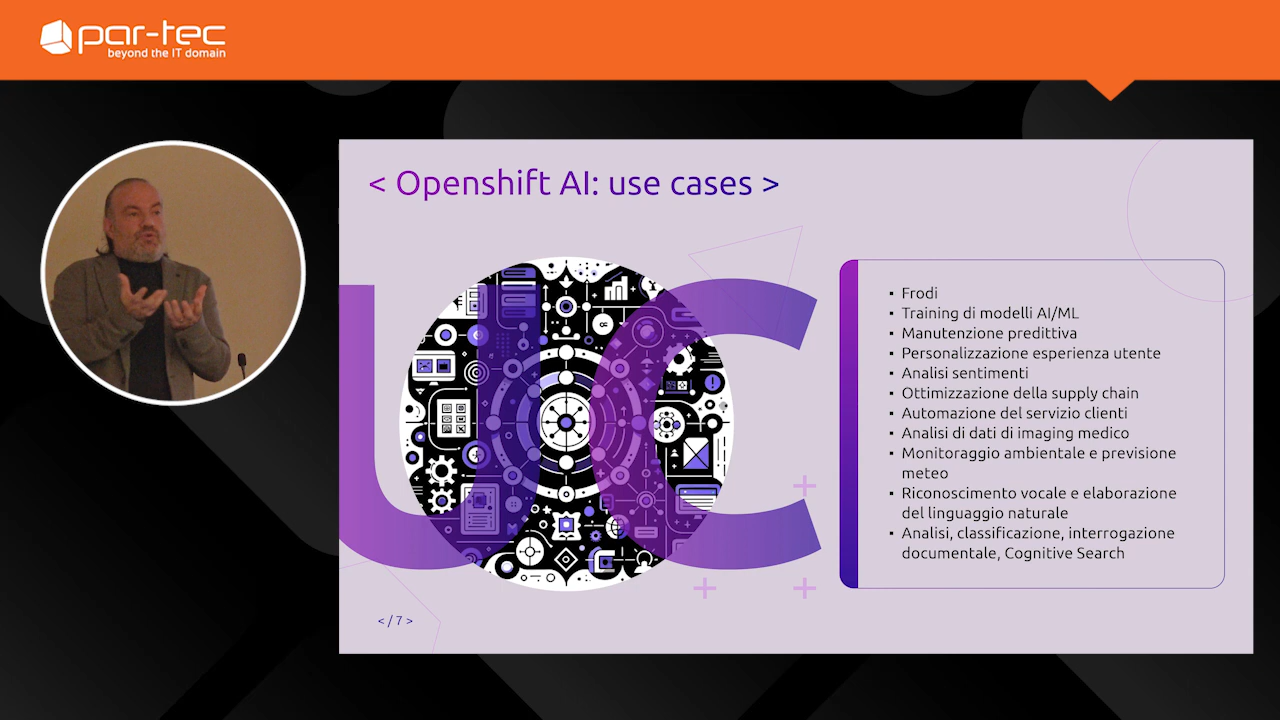 par-tec
beyond the IT domain
< Openshift AI: use cases >
uc
▪ Frodi
▪ Training di modelli AI/ML
▪ Manutenzione predittiva
▪ Personalizzazione esperienza utente
▪ Analisi sentimenti
▪ Ottimizzazione della supply chain
▪ Automazione del servizio clienti
▪ Analisi di dati di imaging medico
▪ Monitoraggio ambientale e previsione
meteo
▪ Riconoscimento vocale e elaborazione
del linguaggio naturale
▪ Analisi, classificazione, interrogazione
documentale, Cognitive Search
< / 7 >